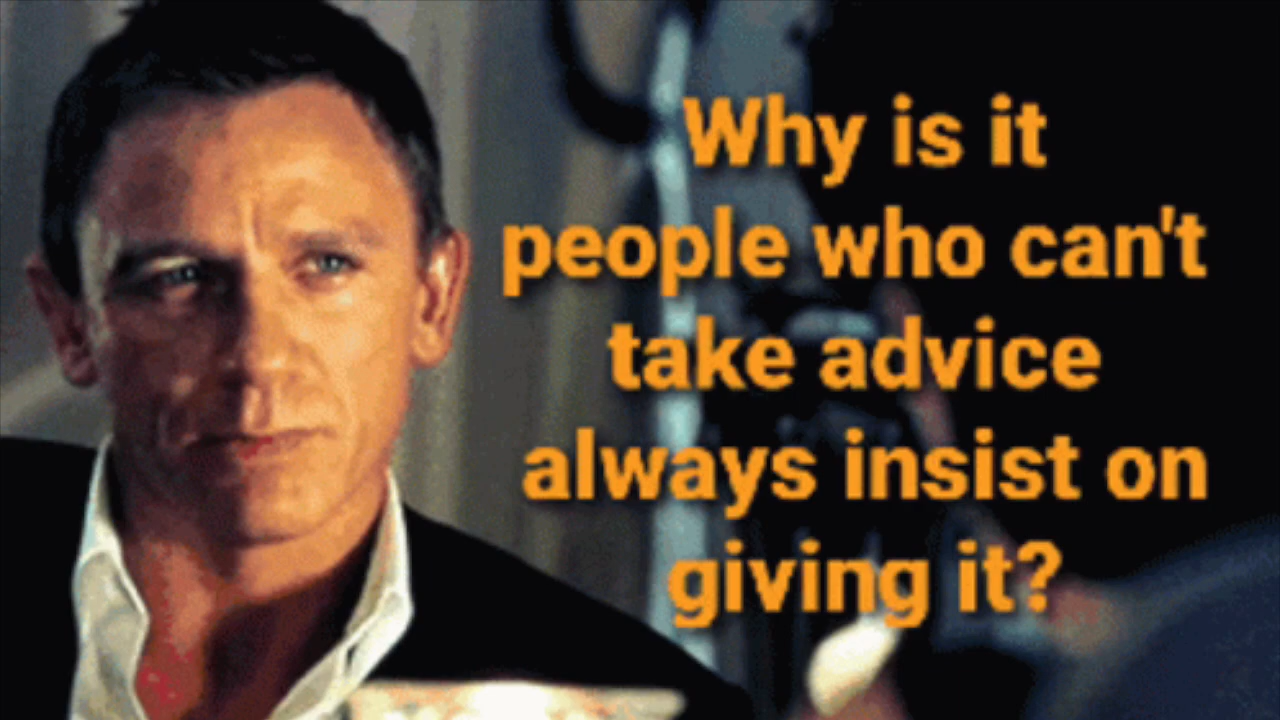 Why is it
people who can't
take advice
always insist on
giving it?